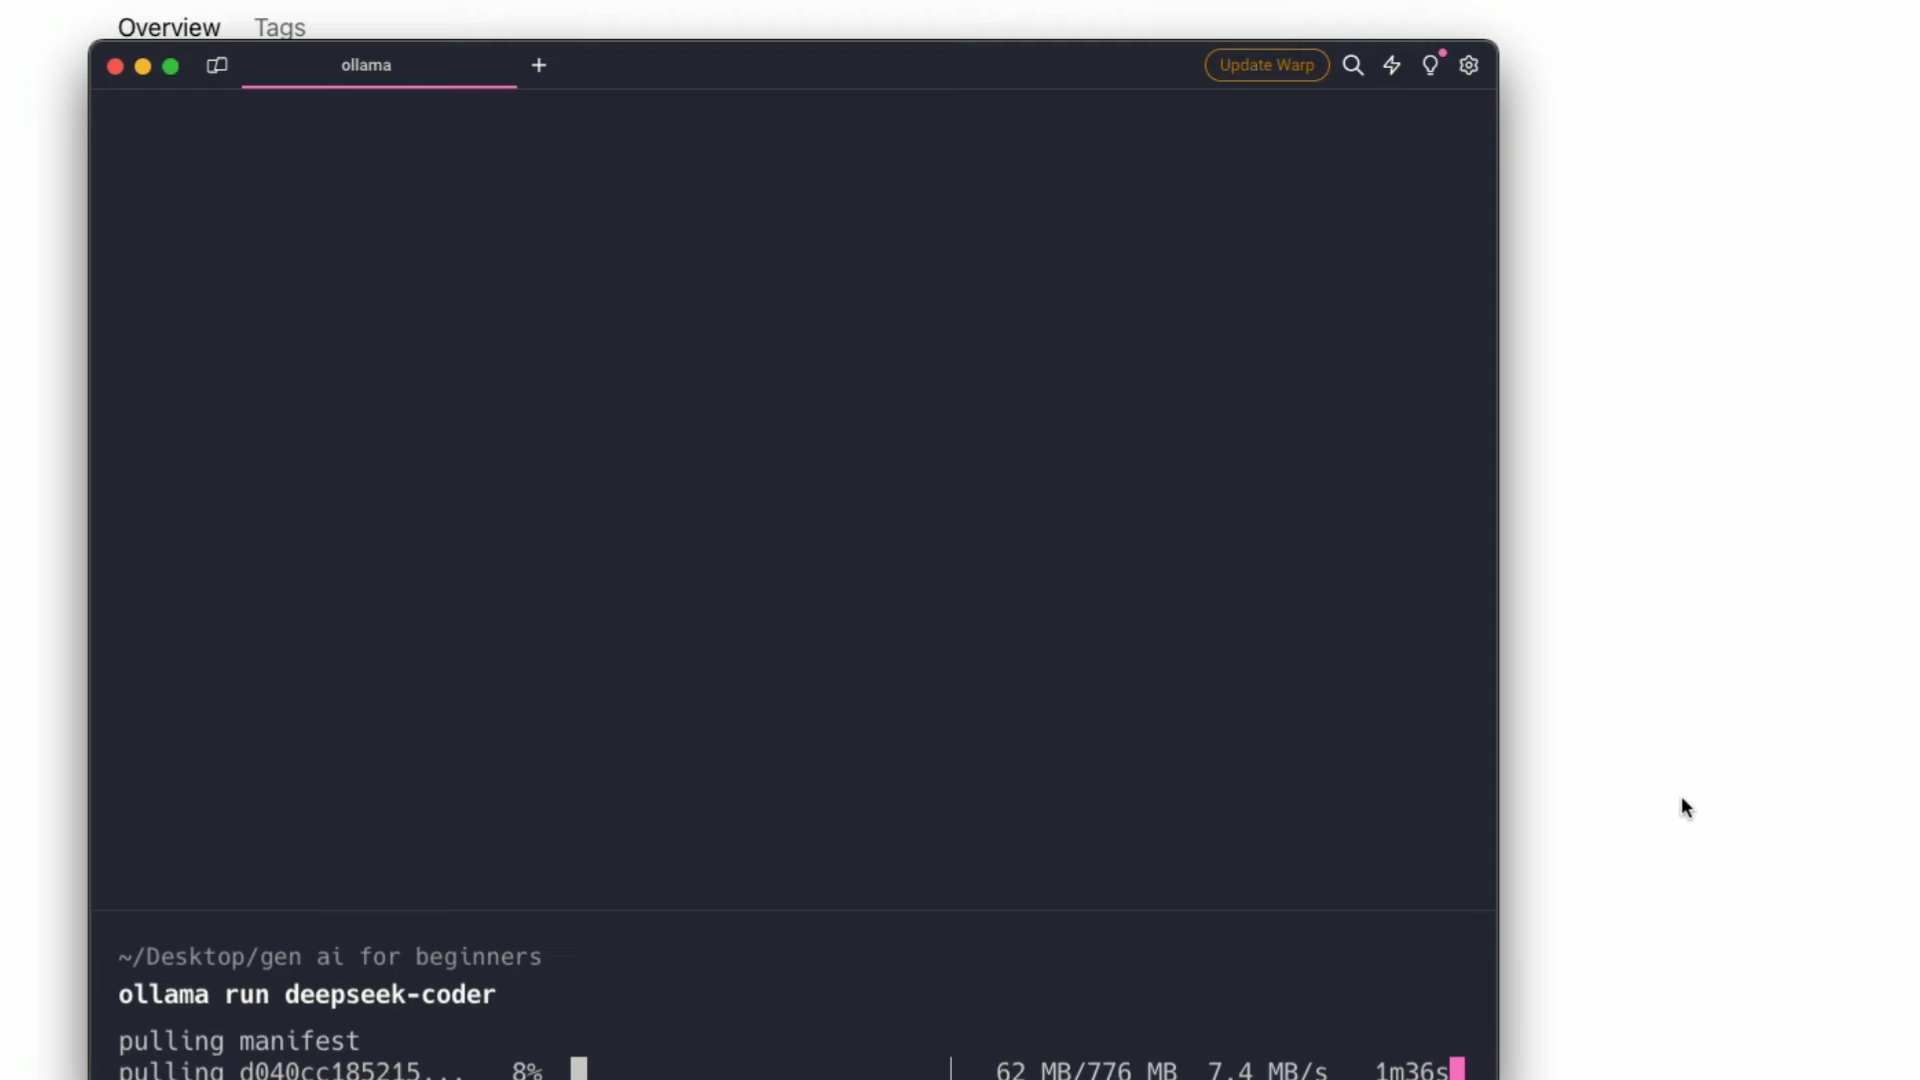 Overview Tags
ollama
Update Warp
~/Desktop/gen ai for beginners
ollama run deepseek-coder
pulling manifest
pulling d040cc185215... 8% 62 MB/776 MB 7.4 MB/s 1m36s